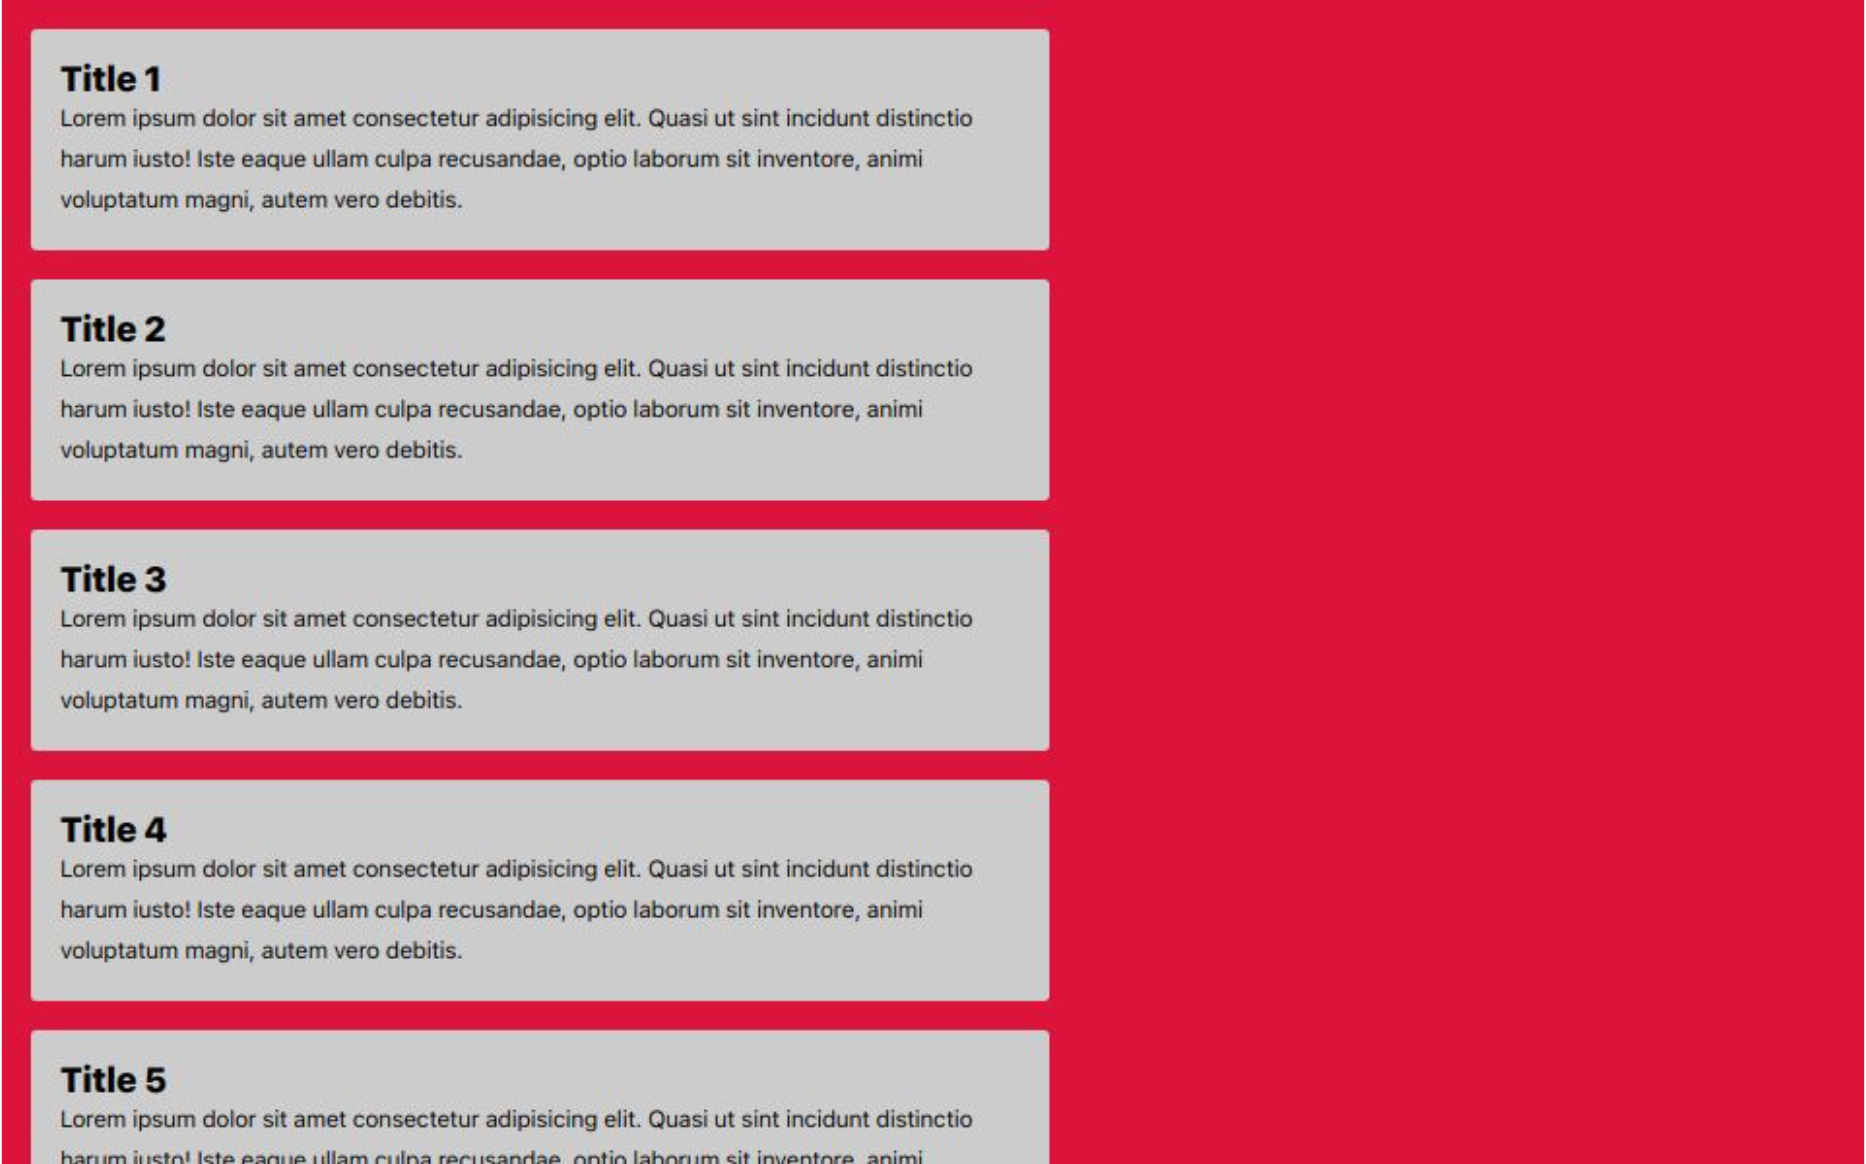 Title 1
Lorem ipsum dolor sit amet consectetur adipisicing elit. Quasi ut sint incidunt distinctio
harum iusto! Iste eaque ullam culpa recusandae, optio laborum sit inventore, animi
voluptatum magni, autem vero debitis.
Title 2
Lorem ipsum dolor sit amet consectetur adipisicing elit. Quasi ut sint incidunt distinctio
harum iusto! Iste eaque ullam culpa recusandae, optio laborum sit inventore, animi
voluptatum magni, autem vero debitis.
Title 3
Lorem ipsum dolor sit amet consectetur adipisicing elit. Quasi ut sint incidunt distinctio
harum iusto! Iste eaque ullam culpa recusandae, optio laborum sit inventore, animi
voluptatum magni, autem vero debitis.
Title 4
Lorem ipsum dolor sit amet consectetur adipisicing elit. Quasi ut sint incidunt distinctio
harum iusto! Iste eaque ullam culpa recusandae, optio laborum sit inventore, animi
voluptatum magni, autem vero debitis.
Title 5
Lorem ipsum dolor sit amet consectetur adipisicing elit. Quasi ut sint incidunt distinctio
harum iusto! Iste eaque ullam culpa recusandae, optio laborum sit inventore, animi